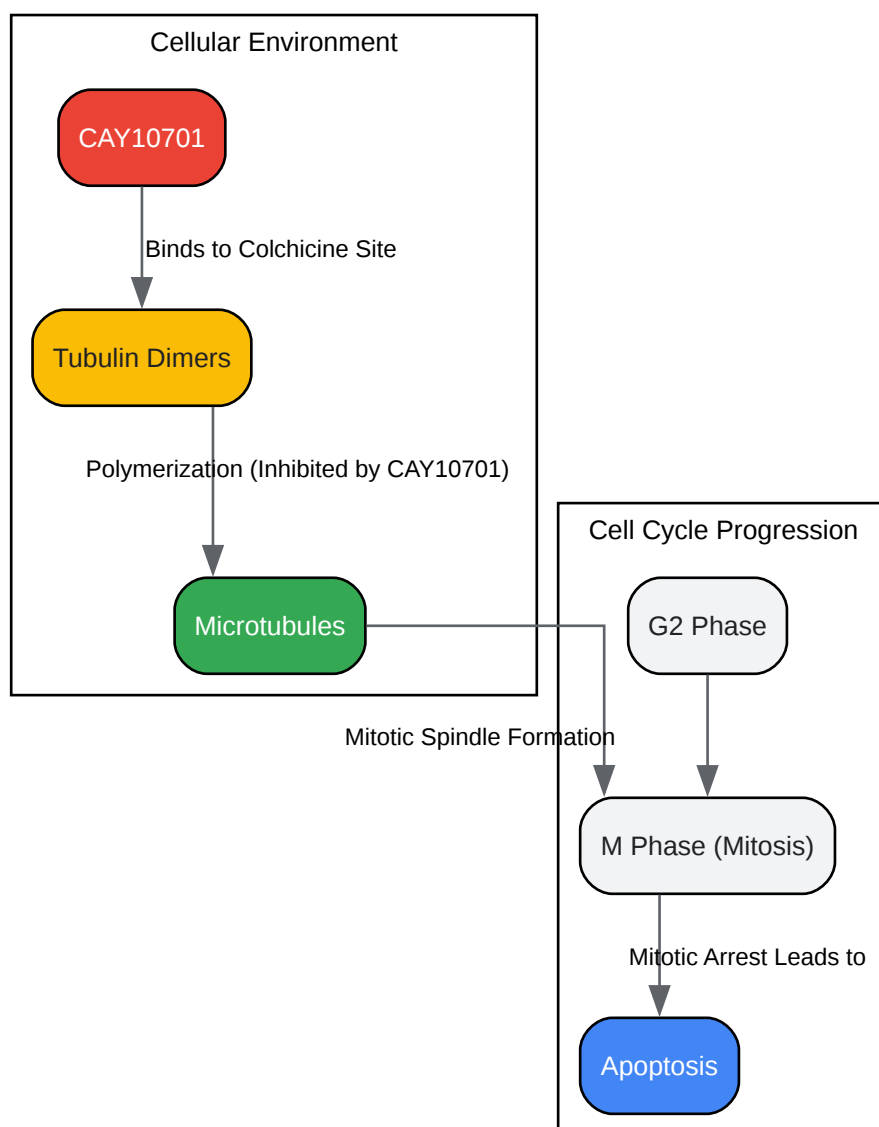 Cellular Environment
CAY10701
Binds to Colchicine Site
Tubulin Dimers
Polymerization (Inhibited by CAY10701)
Microtubules
Cell Cycle Progression
G2 Phase
Mitotic Spindle Formation
M Phase (Mitosis)
Mitotic Arrest Leads to
Apoptosis